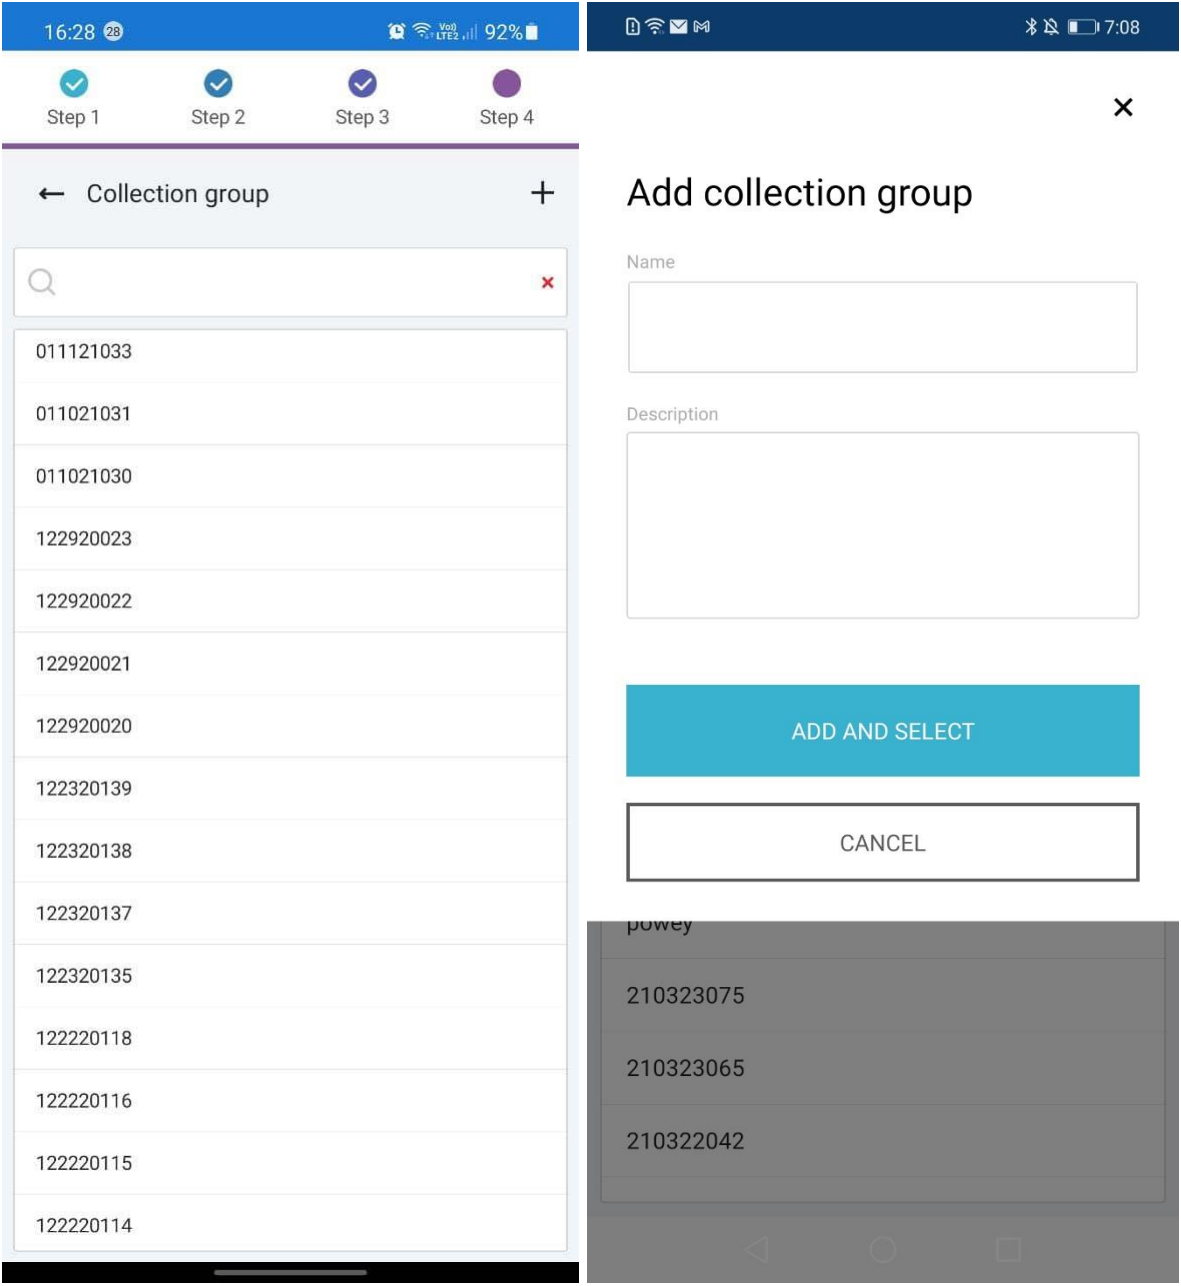 16:28 28
Vo)) LTE2 92%
Step 1 Step 2 Step 3 Step 4
Collection group
011121033
011021031
011021030
122920023
122920022
122920021
122920020
122320139
122320138
122320137
122320135
122220118
122220116
122220115
122220114
7:08
Add collection group
Name
Description
ADD AND SELECT
CANCEL
powey
210323075
210323065
210322042